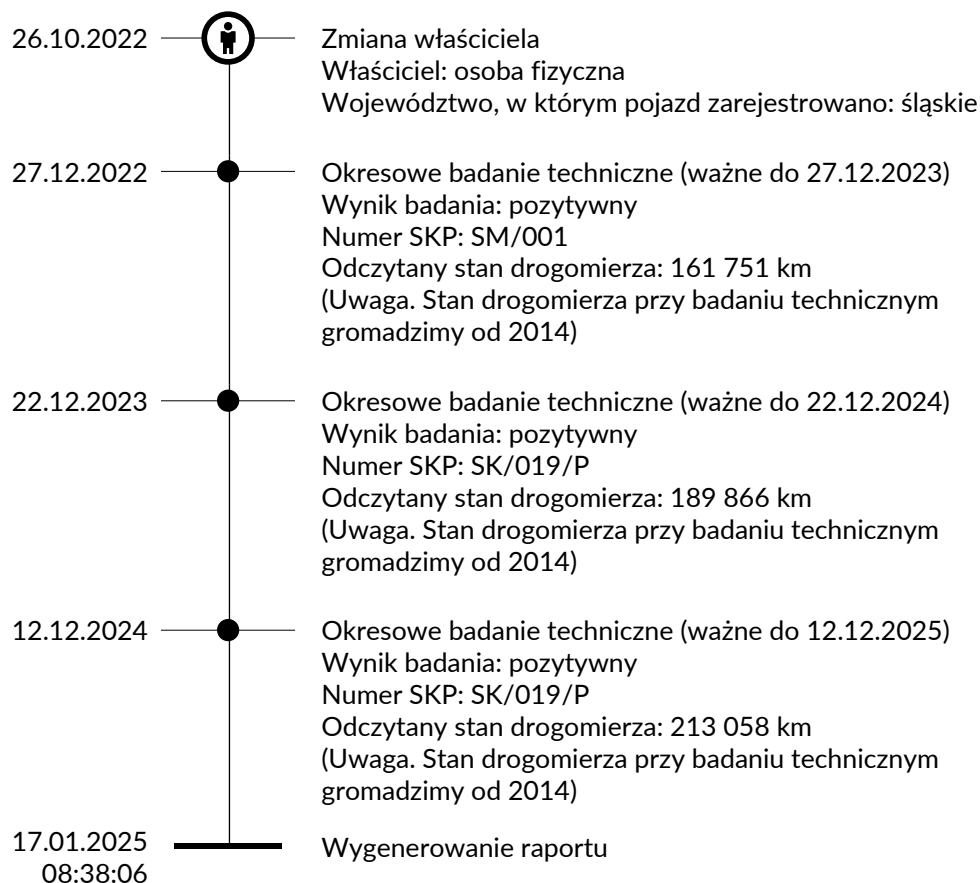 26.10.2022
Zmiana właściciela
Właściciel: osoba fizyczna
Województwo, w którym pojazd zarejestrowano: śląskie
27.12.2022
Okresowe badanie techniczne (ważne do 27.12.2023)
Wynik badania: pozytywny
Numer SKP: SM/001
Odczytany stan drogomierza: 161 751 km
(Uwaga. Stan drogomierza przy badaniu technicznym
gromadzimy od 2014)
22.12.2023
Okresowe badanie techniczne (ważne do 22.12.2024)
Wynik badania: pozytywny
Numer SKP: SK/019/P
Odczytany stan drogomierza: 189 866 km
(Uwaga. Stan drogomierza przy badaniu technicznym
gromadzimy od 2014)
12.12.2024
Okresowe badanie techniczne (ważne do 12.12.2025)
Wynik badania: pozytywny
Numer SKP: SK/019/P
Odczytany stan drogomierza: 213 058 km
(Uwaga. Stan drogomierza przy badaniu technicznym
gromadzimy od 2014)
17.01.2025
08:38:06
Wygenerowanie raportu